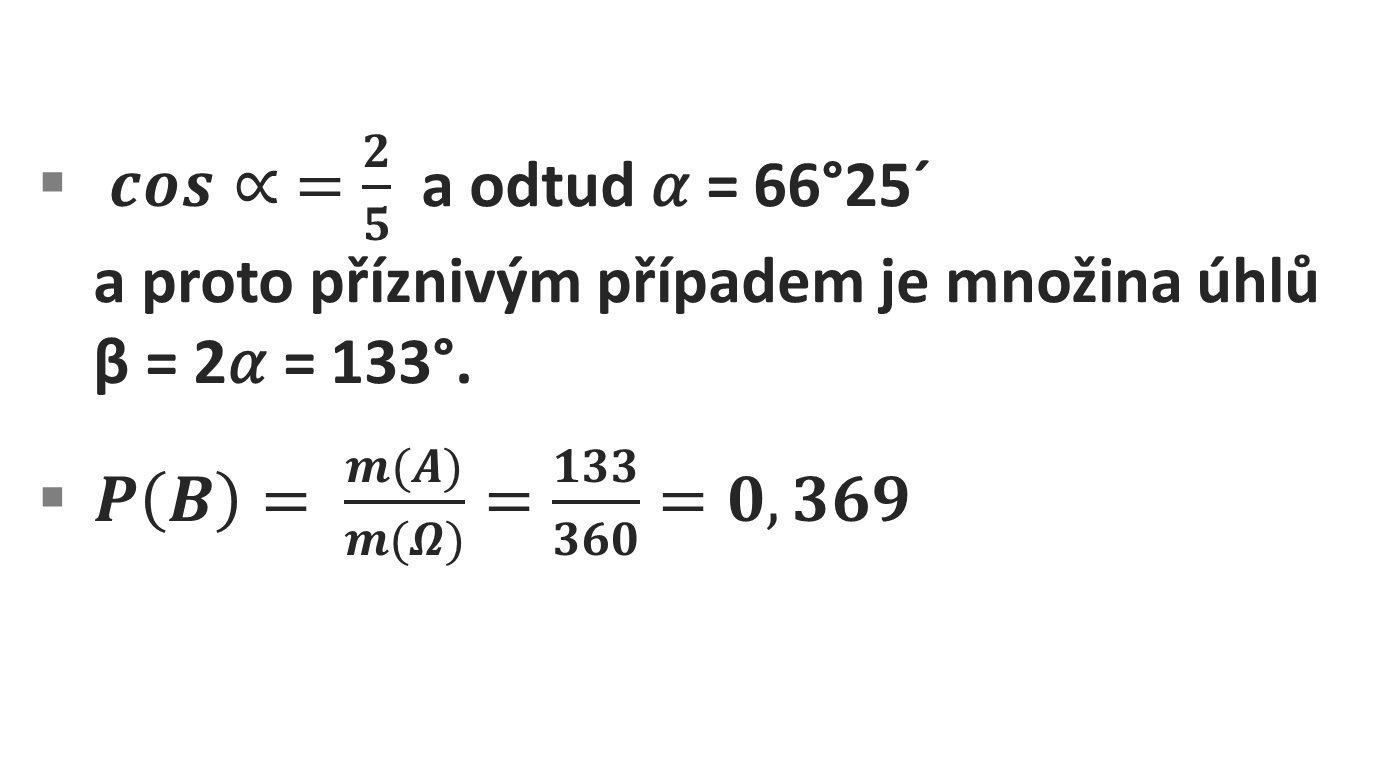 ▪ cos ∝ = 2/5 a odtud α = 66°25´
a proto příznivým případem je množina úhlů
β = 2α = 133°.
▪ P(B) = m(A)/m(Ω) = 133/360 = 0,369